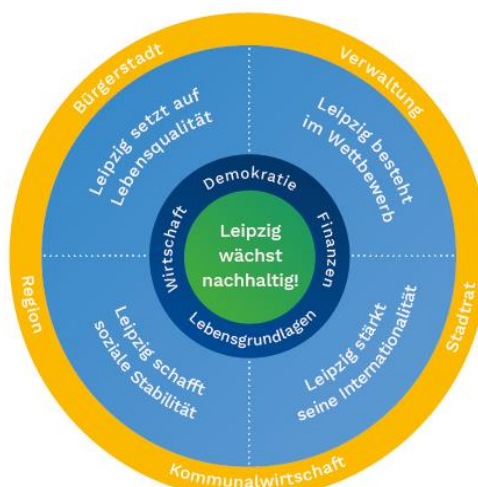 Bürgerstadt
Verwaltung
Leipzig setzt auf
Lebensqualität
Leipzig besteht
im Wettbewerb
Demokratie
Wirtschaft
Finanzen
Leipzig
wächst
nachhaltig!
Lebensgrundlagen
Region
Stadtrat
Leipzig schafft
soziale Stabilität
Leipzig stärkt
seine Internationalität
Kommunalwirtschaft